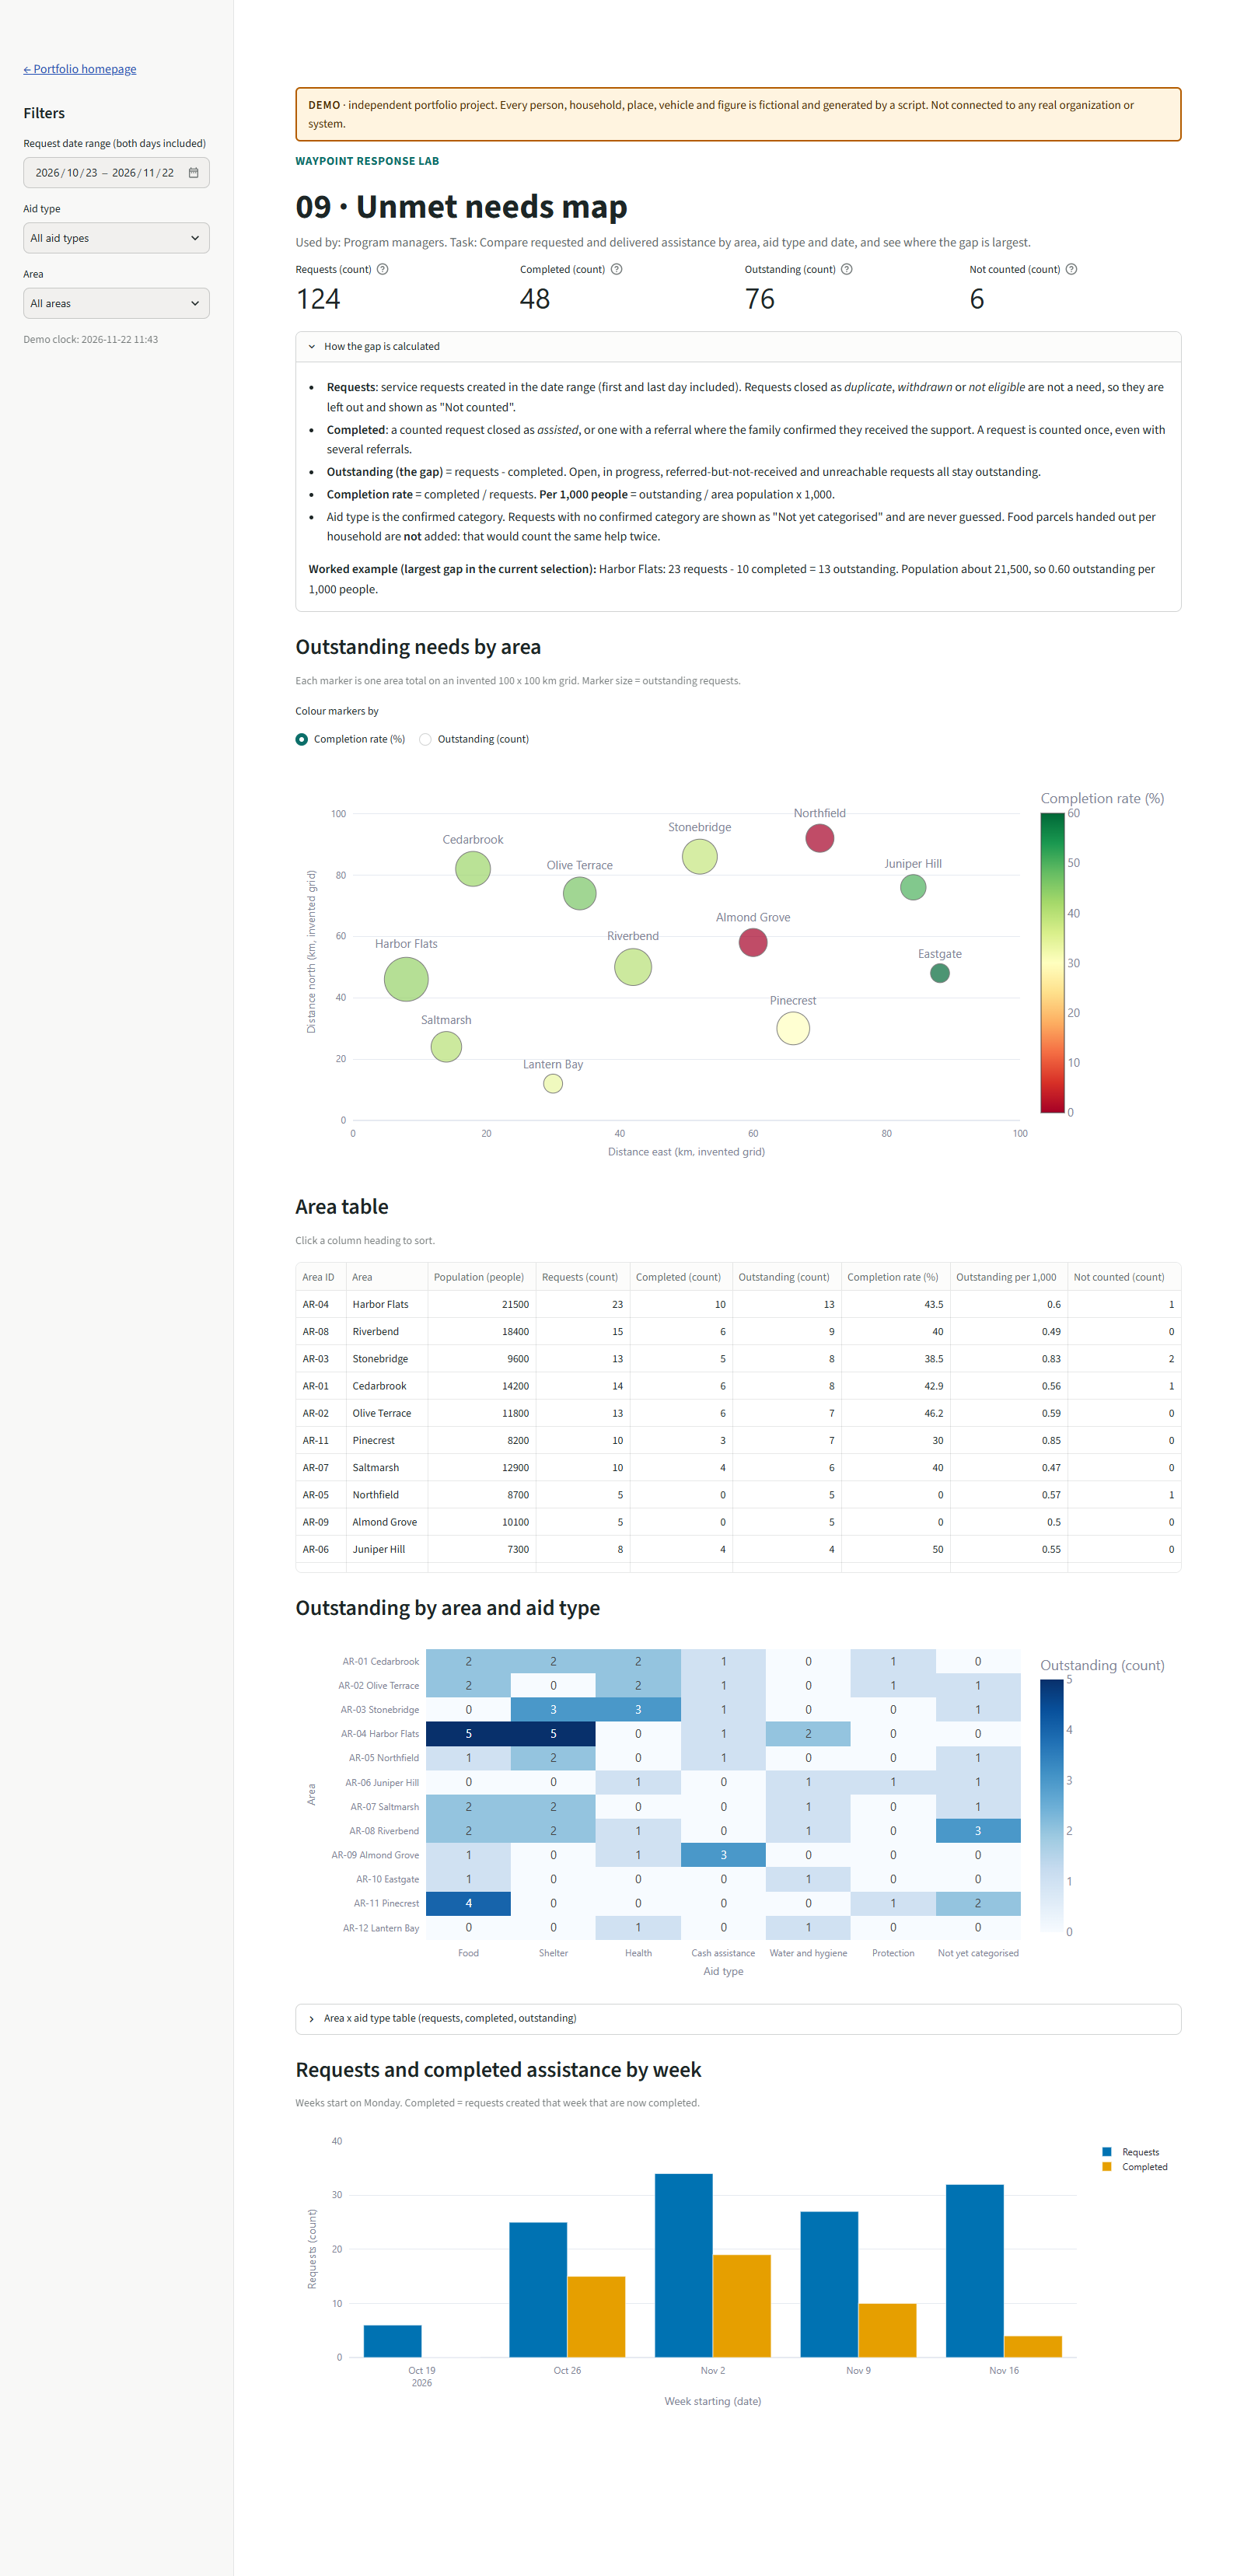 ← Portfolio homepage
Filters
Request date range (both days included)
2026/10/23 – 2026/11/22
Aid type
All aid types
Area
All areas
Demo clock: 2026-11-22 11:43
DEMO · independent portfolio project. Every person, household, place, vehicle and figure is fictional and generated by a script. Not connected to any real organization or
system.
WAYPOINT RESPONSE LAB
09 · Unmet needs map
Used by: Program managers. Task: Compare requested and delivered assistance by area, aid type and date, and see where the gap is largest.
Requests (count) Completed (count) Outstanding (count) Not counted (count)
124 48 76 6
How the gap is calculated
• Requests: service requests created in the date range (first and last day included). Requests closed as duplicate, withdrawn or not eligible are not a need, so they are
left out and shown as "Not counted".
• Completed: a counted request closed as assisted, or one with a referral where the family confirmed they received the support. A request is counted once, even with
several referrals.
• Outstanding (the gap) = requests - completed. Open, in progress, referred-but-not-received and unreachable requests all stay outstanding.
• Completion rate = completed / requests. Per 1,000 people = outstanding / area population x 1,000.
• Aid type is the confirmed category. Requests with no confirmed category are shown as "Not yet categorised" and are never guessed. Food parcels handed out per
household are not added: that would count the same help twice.
Worked example (largest gap in the current selection): Harbor Flats: 23 requests - 10 completed = 13 outstanding. Population about 21,500, so 0.60 outstanding per
1,000 people.
Outstanding needs by area
Each marker is one area total on an invented 100 x 100 km grid. Marker size = outstanding requests.
Colour markers by
Completion rate (%) Outstanding (count)
Completion rate (%)
100
80
60
40
20
0
Distance north (km, invented grid)
Northfield
Stonebridge
Cedarbrook
Olive Terrace
Juniper Hill
Almond Grove
Riverbend
Harbor Flats
Eastgate
Pinecrest
Saltmarsh
Lantern Bay
0 20 40 60 80 100
Distance east (km, invented grid)
60
50
40
30
20
10
0
Area table
Click a column heading to sort.
Area ID Area Population (people) Requests (count) Completed (count) Outstanding (count) Completion rate (%) Outstanding per 1,000 Not counted (count)
AR-04 Harbor Flats 21500 23 10 13 43.5 0.6 1
AR-08 Riverbend 18400 15 6 9 40 0.49 0
AR-03 Stonebridge 9600 13 5 8 38.5 0.83 2
AR-01 Cedarbrook 14200 14 6 8 42.9 0.56 1
AR-02 Olive Terrace 11800 13 6 7 46.2 0.59 0
AR-11 Pinecrest 8200 10 3 7 30 0.85 0
AR-07 Saltmarsh 12900 10 4 6 40 0.47 0
AR-05 Northfield 8700 5 0 5 0 0.57 1
AR-09 Almond Grove 10100 5 0 5 0 0.5 0
AR-06 Juniper Hill 7300 8 4 4 50 0.55 0
Outstanding by area and aid type
Outstanding (count)
Area
AR-01 Cedarbrook 2 2 2 1 0 1 0
AR-02 Olive Terrace 2 0 2 1 0 1 1
AR-03 Stonebridge 0 3 3 1 0 0 1
AR-04 Harbor Flats 5 5 0 1 2 0 0
AR-05 Northfield 1 2 0 1 0 0 1
AR-06 Juniper Hill 0 0 1 0 1 1 1
AR-07 Saltmarsh 2 2 0 0 1 0 1
AR-08 Riverbend 2 2 1 0 1 0 3
AR-09 Almond Grove 1 0 1 3 0 0 0
AR-10 Eastgate 1 0 0 0 1 0 0
AR-11 Pinecrest 4 0 0 0 0 1 2
AR-12 Lantern Bay 0 0 1 0 1 0 0
Food Shelter Health Cash assistance Water and hygiene Protection Not yet categorised
Aid type
5
4
3
2
1
0
Area x aid type table (requests, completed, outstanding)
Requests and completed assistance by week
Weeks start on Monday. Completed = requests created that week that are now completed.
40
30
20
10
0
Requests (count)
Requests
Completed
Oct 19 Oct 26 Nov 2 Nov 9 Nov 16
2026
Week starting (date)